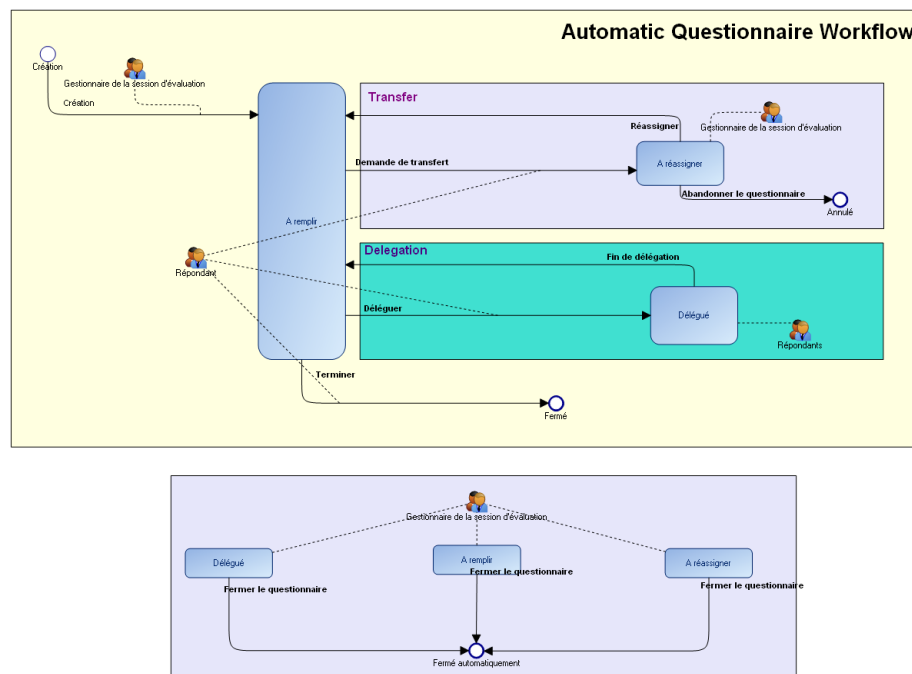 Automatic Questionnaire Workflow
Création
Gestionnaire de la session d'évaluation
Création
Transfer
Réassigner
Gestionnaire de la session d'évaluation
Demande de transfert
A réassigner
Abandonner le questionnaire
Annulé
A remplir
Delegation
Fin de délégation
Répondant
Déléguer
Délégué
Répondants
Terminer
Fermé
Gestionnaire de la session d'évaluation
Délégué
A remplir
A réassigner
Fermer le questionnaire
Fermer le questionnaire
Fermer le questionnaire
Fermé automatiquement